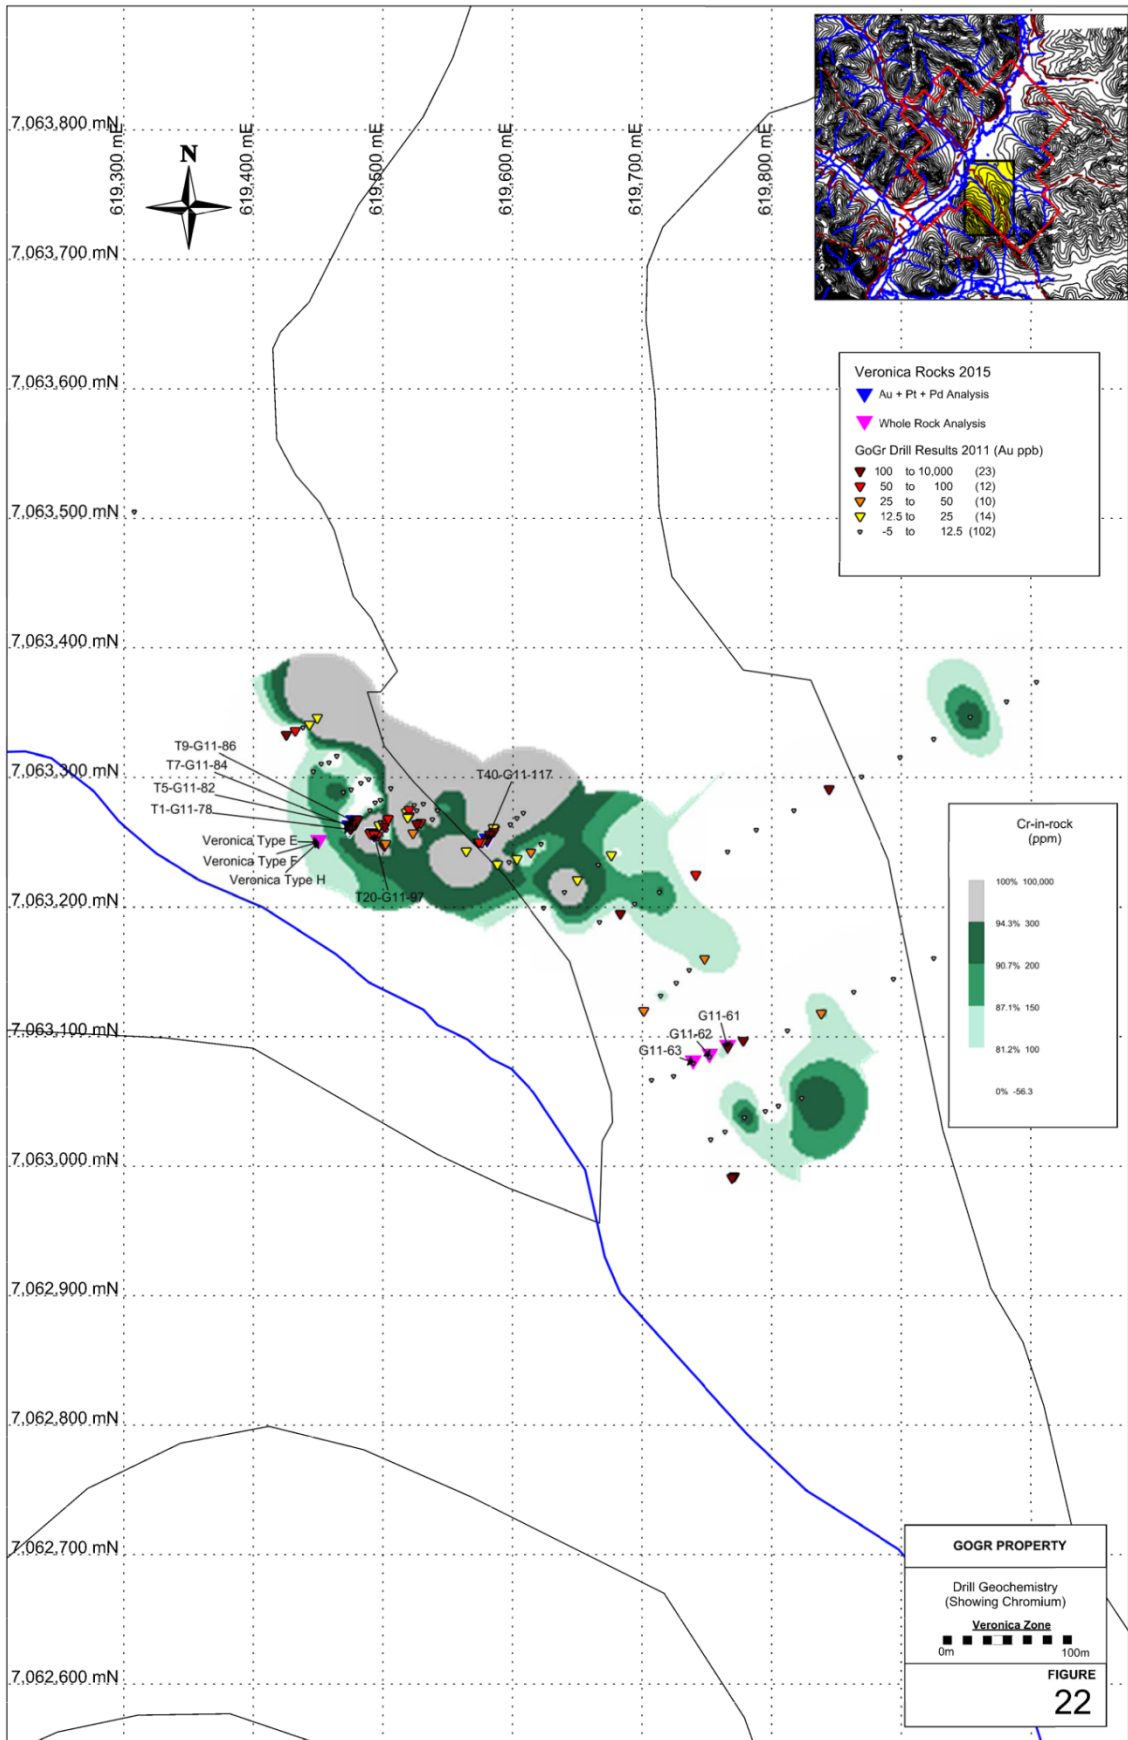 7,063,800 mN
7,063,700 mN
7,063,600 mN
7,063,500 mN
7,063,400 mN
7,063,300 mN
7,063,200 mN
7,063,100 mN
7,063,000 mN
7,062,900 mN
7,062,800 mN
7,062,700 mN
7,062,600 mN
619,300 mE
619,400 mE
619,500 mE
619,600 mE
619,700 mE
619,800 mE
N
Veronica Rocks 2015
Au + Pt + Pd Analysis
Whole Rock Analysis
GoGr Drill Results 2011 (Au ppb)
100 to 10,000 (23)
50 to 100 (12)
25 to 50 (10)
12.5 to 25 (14)
-5 to 12.5 (102)
T9-G11-86
T7-G11-84
T5-G11-82
T1-G11-78
Veronica Type E
Veronica Type F
Veronica Type H
T40-G11-117
T20-G11-97
G11-61
G11-62
G11-63
Cr-in-rock
(ppm)
100% 100,000
94.3% 300
90.7% 200
87.1% 150
81.2% 100
0% -56.3
GOGR PROPERTY
Drill Geochemistry
(Showing Chromium)
Veronica Zone
0m 100m
FIGURE
22